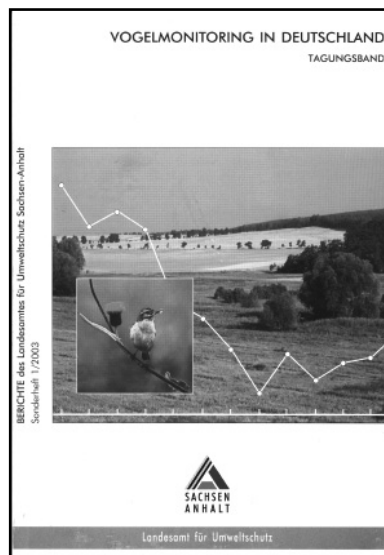 VOGELMONITORING IN DEUTSCHLAND
TAGUNGSBAND
BERICHTE des Landesamtes für Umweltschutz Sachsen-Anhalt
Sonderheft 1/2003
SACHSEN
ANHALT
Landesamt für Umweltschutz